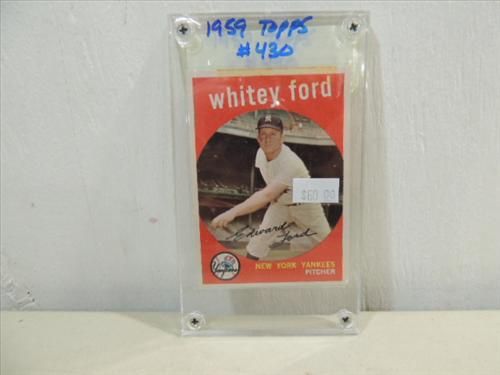 1959 TOPPS
#430
whitey ford
$60.00
Edward
Ford
Yankees
NEW YORK YANKEES
PITCHER